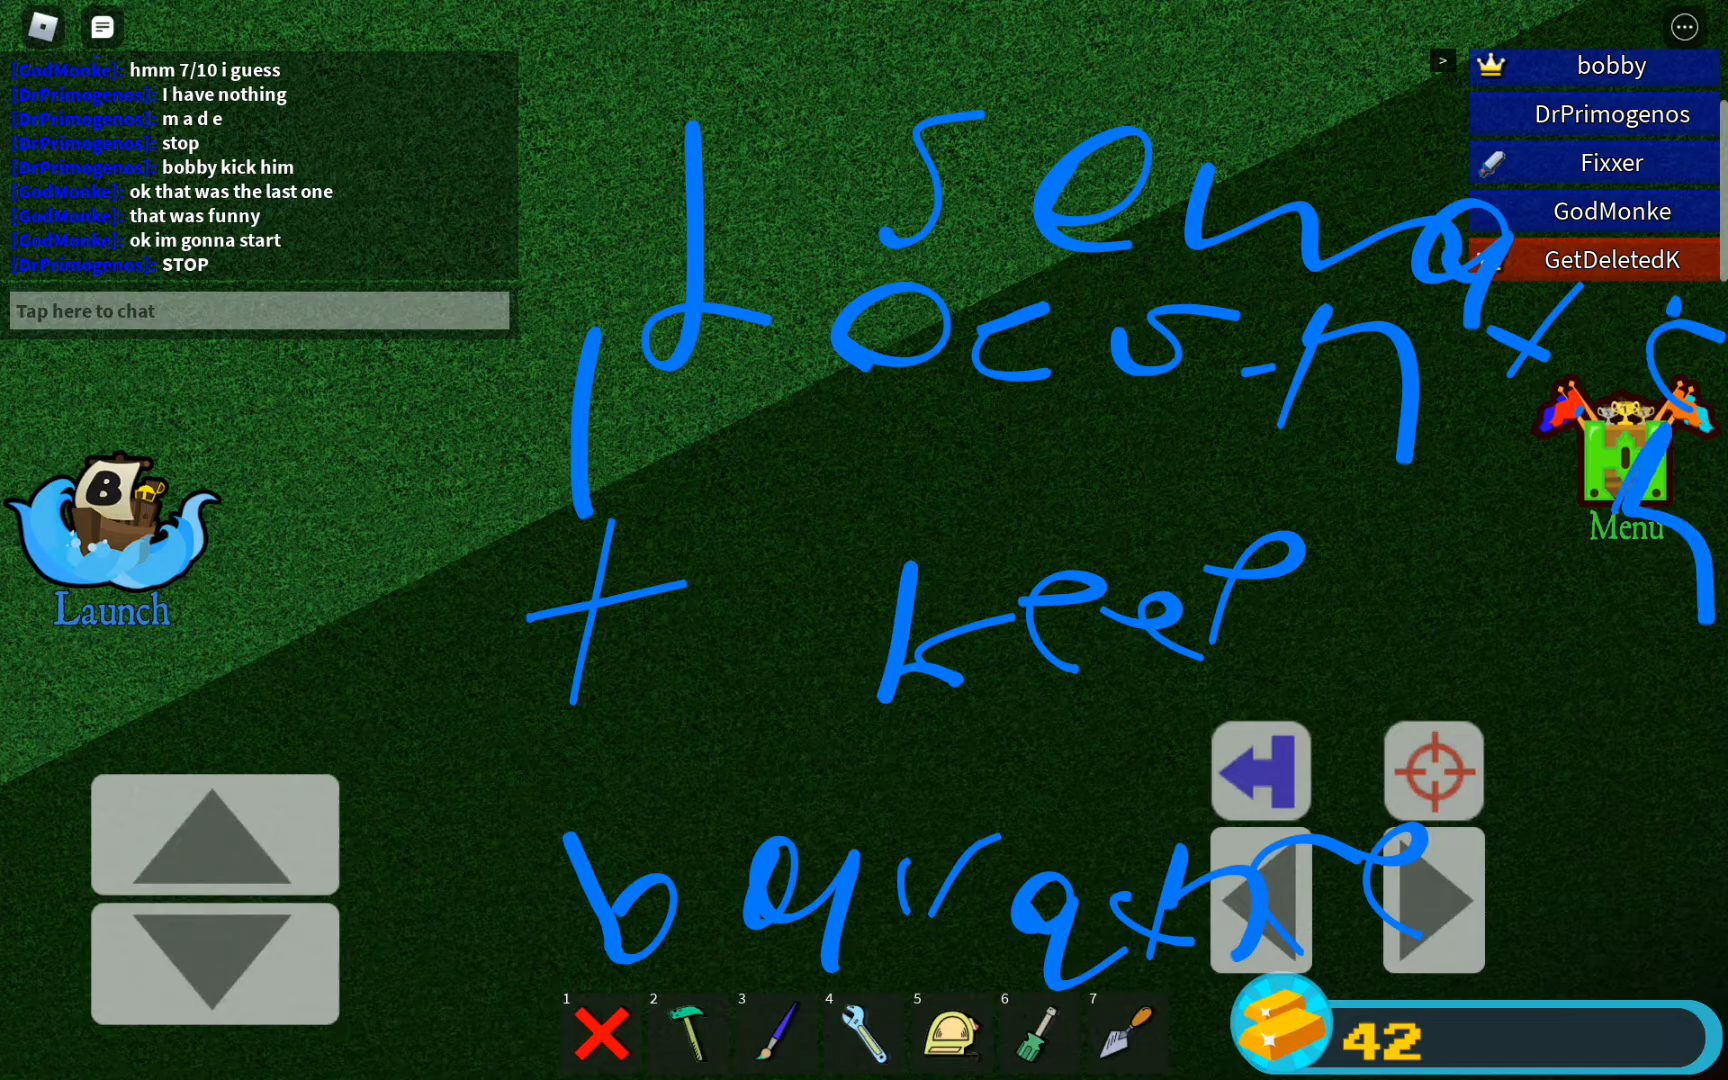 [GodMonke]: hmm 7/10 i guess
[DrPrimogenos]: I have nothing
[DrPrimogenos]: m a d e
[DrPrimogenos]: stop
[DrPrimogenos]: bobby kick him
[GodMonke]: ok that was the last one
[GodMonke]: that was funny
[GodMonke]: ok im gonna start
[DrPrimogenos]: STOP
Tap here to chat
>
bobby
DrPrimogenos
Fixxer
GodMonke
GetDeletedK
B
Launch
Menu
keep
1 2 3 4 5 6 7
42